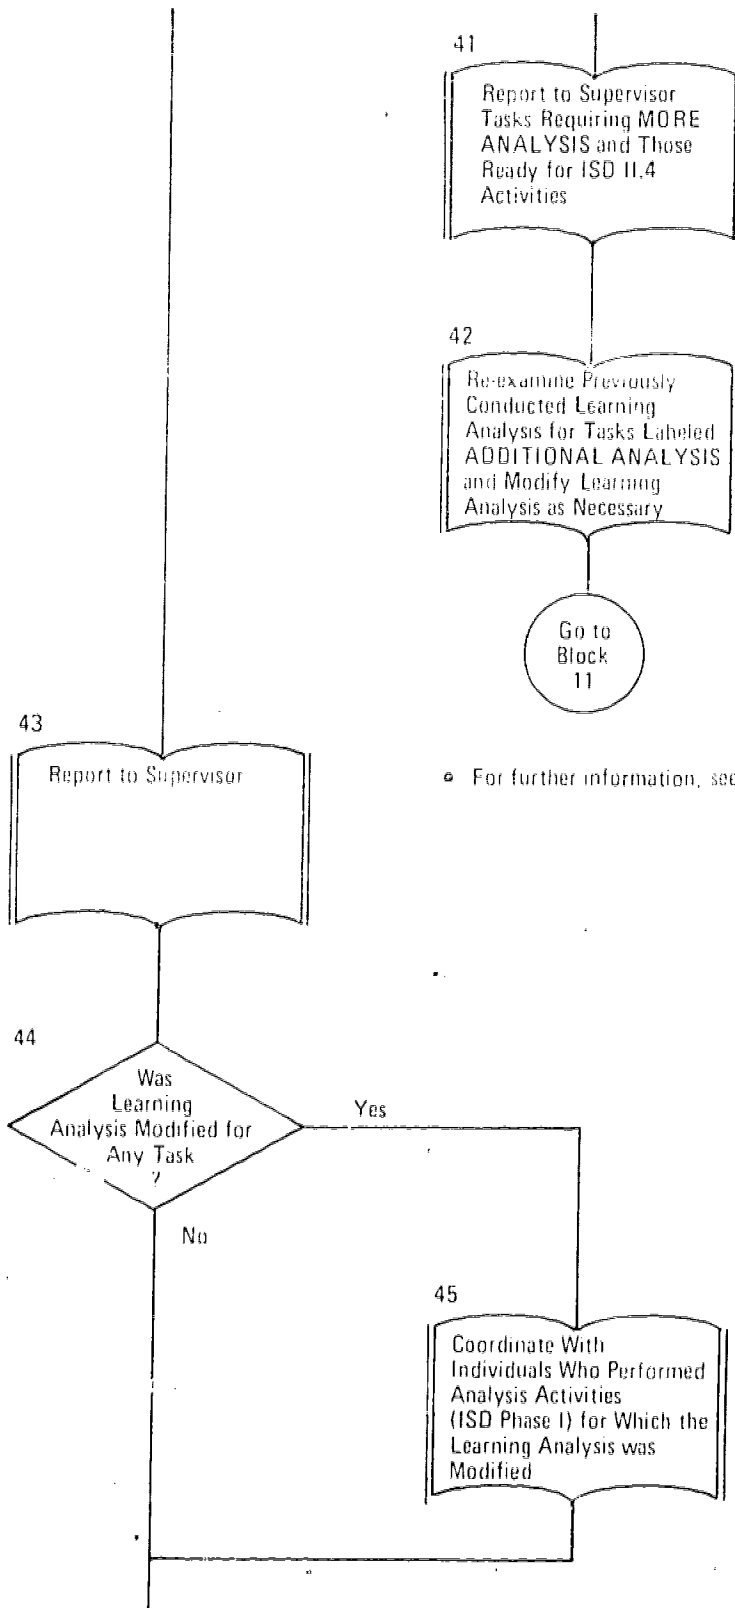 41
Report to Supervisor
Tasks Requiring MORE
ANALYSIS and Those
Ready for ISD II.4
Activities
42
Re-examine Previously
Conducted Learning
Analysis for Tasks Labeled
ADDITIONAL ANALYSIS
and Modify Learning
Analysis as Necessary
Go to
Block
11
43
Report to Supervisor
• For further information, see
44
Was
Learning
Analysis Modified for
Any Task
?
Yes
No
45
Coordinate With
Individuals Who Performed
Analysis Activities
(ISD Phase I) for Which the
Learning Analysis was
Modified